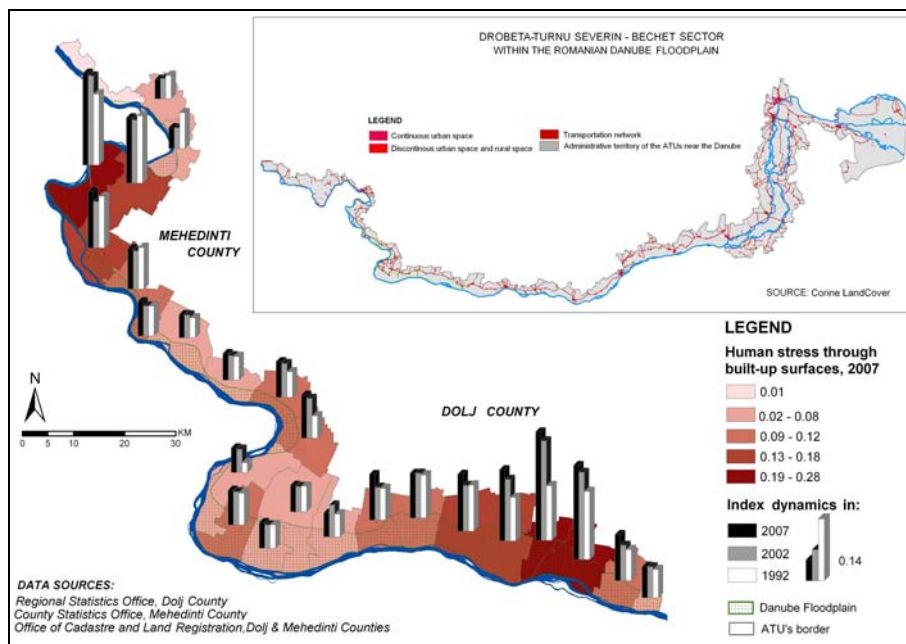 DROBETA-TURNU SEVERIN - BECHET SECTOR
WITHIN THE ROMANIAN DANUBE FLOODPLAIN
LEGEND
Continuous urban space
Discontinous urban space and rural space
Transportation network
Administrative territory of the ATUs near the Danube
SOURCE: Corine LandCover
MEHEDINTI
COUNTY
DOLJ COUNTY
N
KM
0 5 10 20 30
LEGEND
Human stress through
built-up surfaces, 2007
0.01
0.02 - 0.08
0.09 - 0.12
0.13 - 0.18
0.19 - 0.28
Index dynamics in:
2007
2002
1992
0.14
Danube Floodplain
ATU's border
DATA SOURCES:
Regional Statistics Office, Dolj County
County Statistics Office, Mehedinti County
Office of Cadastre and Land Registration,Dolj & Mehedinti Counties